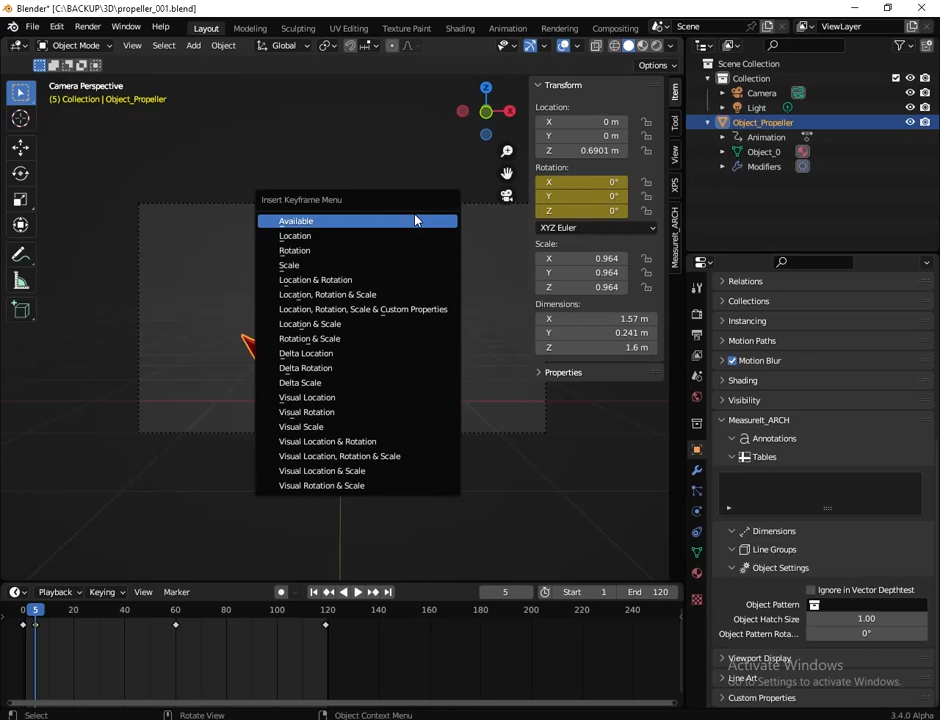 Blender* [C:\BACKUP\3D\propeller_001.blend]
File Edit Render Window Help Layout Modeling Sculpting UV Editing Texture Paint Shading Animation Rendering Compositing Scene ViewLayer
Object Mode View Select Add Object Global
Options
Camera Perspective
(5) Collection | Object_Propeller
Z
X
Insert Keyframe Menu
Available
Location
Rotation
Scale
Location & Rotation
Location, Rotation & Scale
Location, Rotation, Scale & Custom Properties
Location & Scale
Rotation & Scale
Delta Location
Delta Rotation
Delta Scale
Visual Location
Visual Rotation
Visual Scale
Visual Location & Rotation
Visual Location, Rotation & Scale
Visual Location & Scale
Visual Rotation & Scale
Transform
Location:
X 0 m
Y 0 m
Z 0.6901 m
Rotation:
X 0°
Y 0°
Z 0°
XYZ Euler
Scale:
X 0.964
Y 0.964
Z 0.964
Dimensions:
X 1.57 m
Y 0.241 m
Z 1.6 m
Properties
Item
Tool
View
XPS
MeasureIt_ARCH
Scene Collection
Collection
Camera
Light
Object_Propeller
Animation
Object_0
Modifiers
Relations
Collections
Instancing
Motion Paths
Motion Blur
Shading
Visibility
MeasureIt_ARCH
Annotations
Tables
Dimensions
Line Groups
Object Settings
Ignore in Vector Depthtest
Object Pattern
Object Hatch Size 1.00
Object Pattern Rota... 0°
Viewport Display
Line Art
Custom Properties
Activate Windows
Go to Settings to activate Windows.
Playback Keying View Marker 5 Start 1 End 120
0 5 20 40 60 80 100 120 140 160 180 200 220 240
Select Rotate View Object Context Menu 3.4.0 Alpha